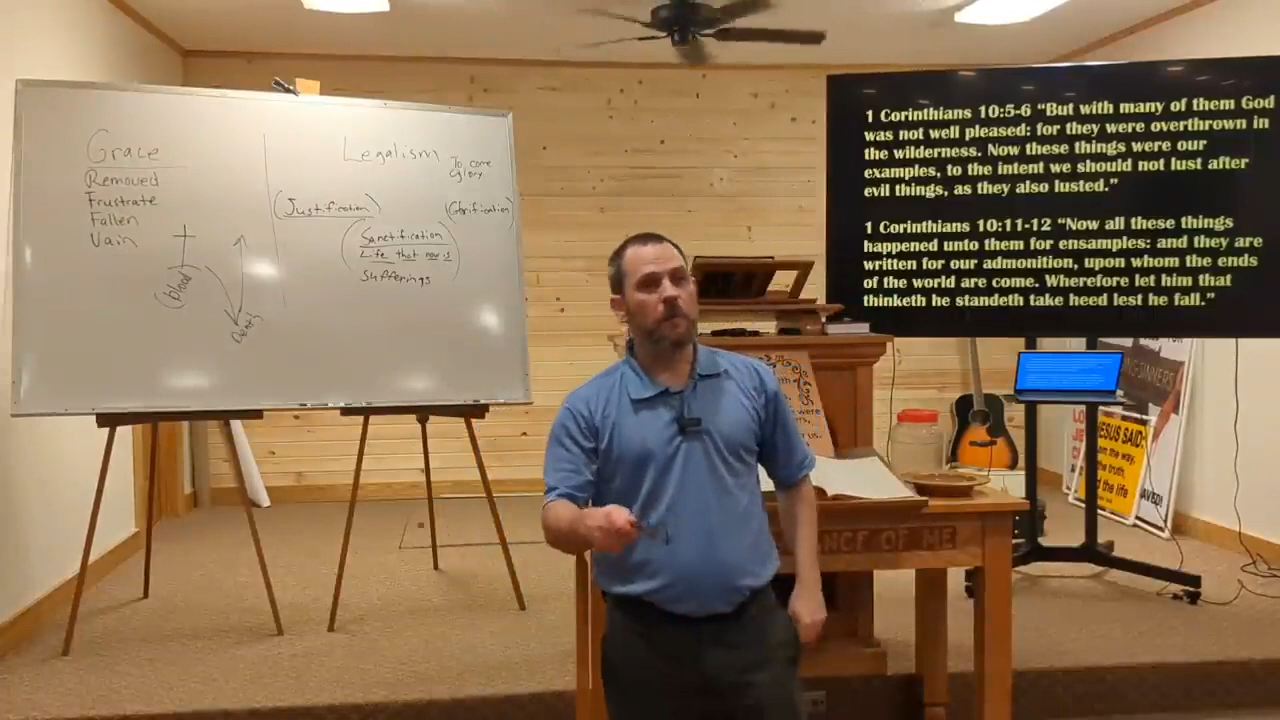 Grace
Removed
Frustrate
Fallen
Vain
(blood
Death
Legalism
To come
glory
(Justification)
(Glorification)
Sanctification
Life that now is
Sufferings
1 Corinthians 10:5-6 “But with many of them God
was not well pleased: for they were overthrown in
the wilderness. Now these things were our
examples, to the intent we should not lust after
evil things, as they also lusted.”
1 Corinthians 10:11-12 “Now all these things
happened unto them for ensamples: and they are
written for our admonition, upon whom the ends
of the world are come. Wherefore let him that
thinketh he standeth take heed lest he fall.”
JESUS SAID:
the way,
the truth,
the life
OF ME